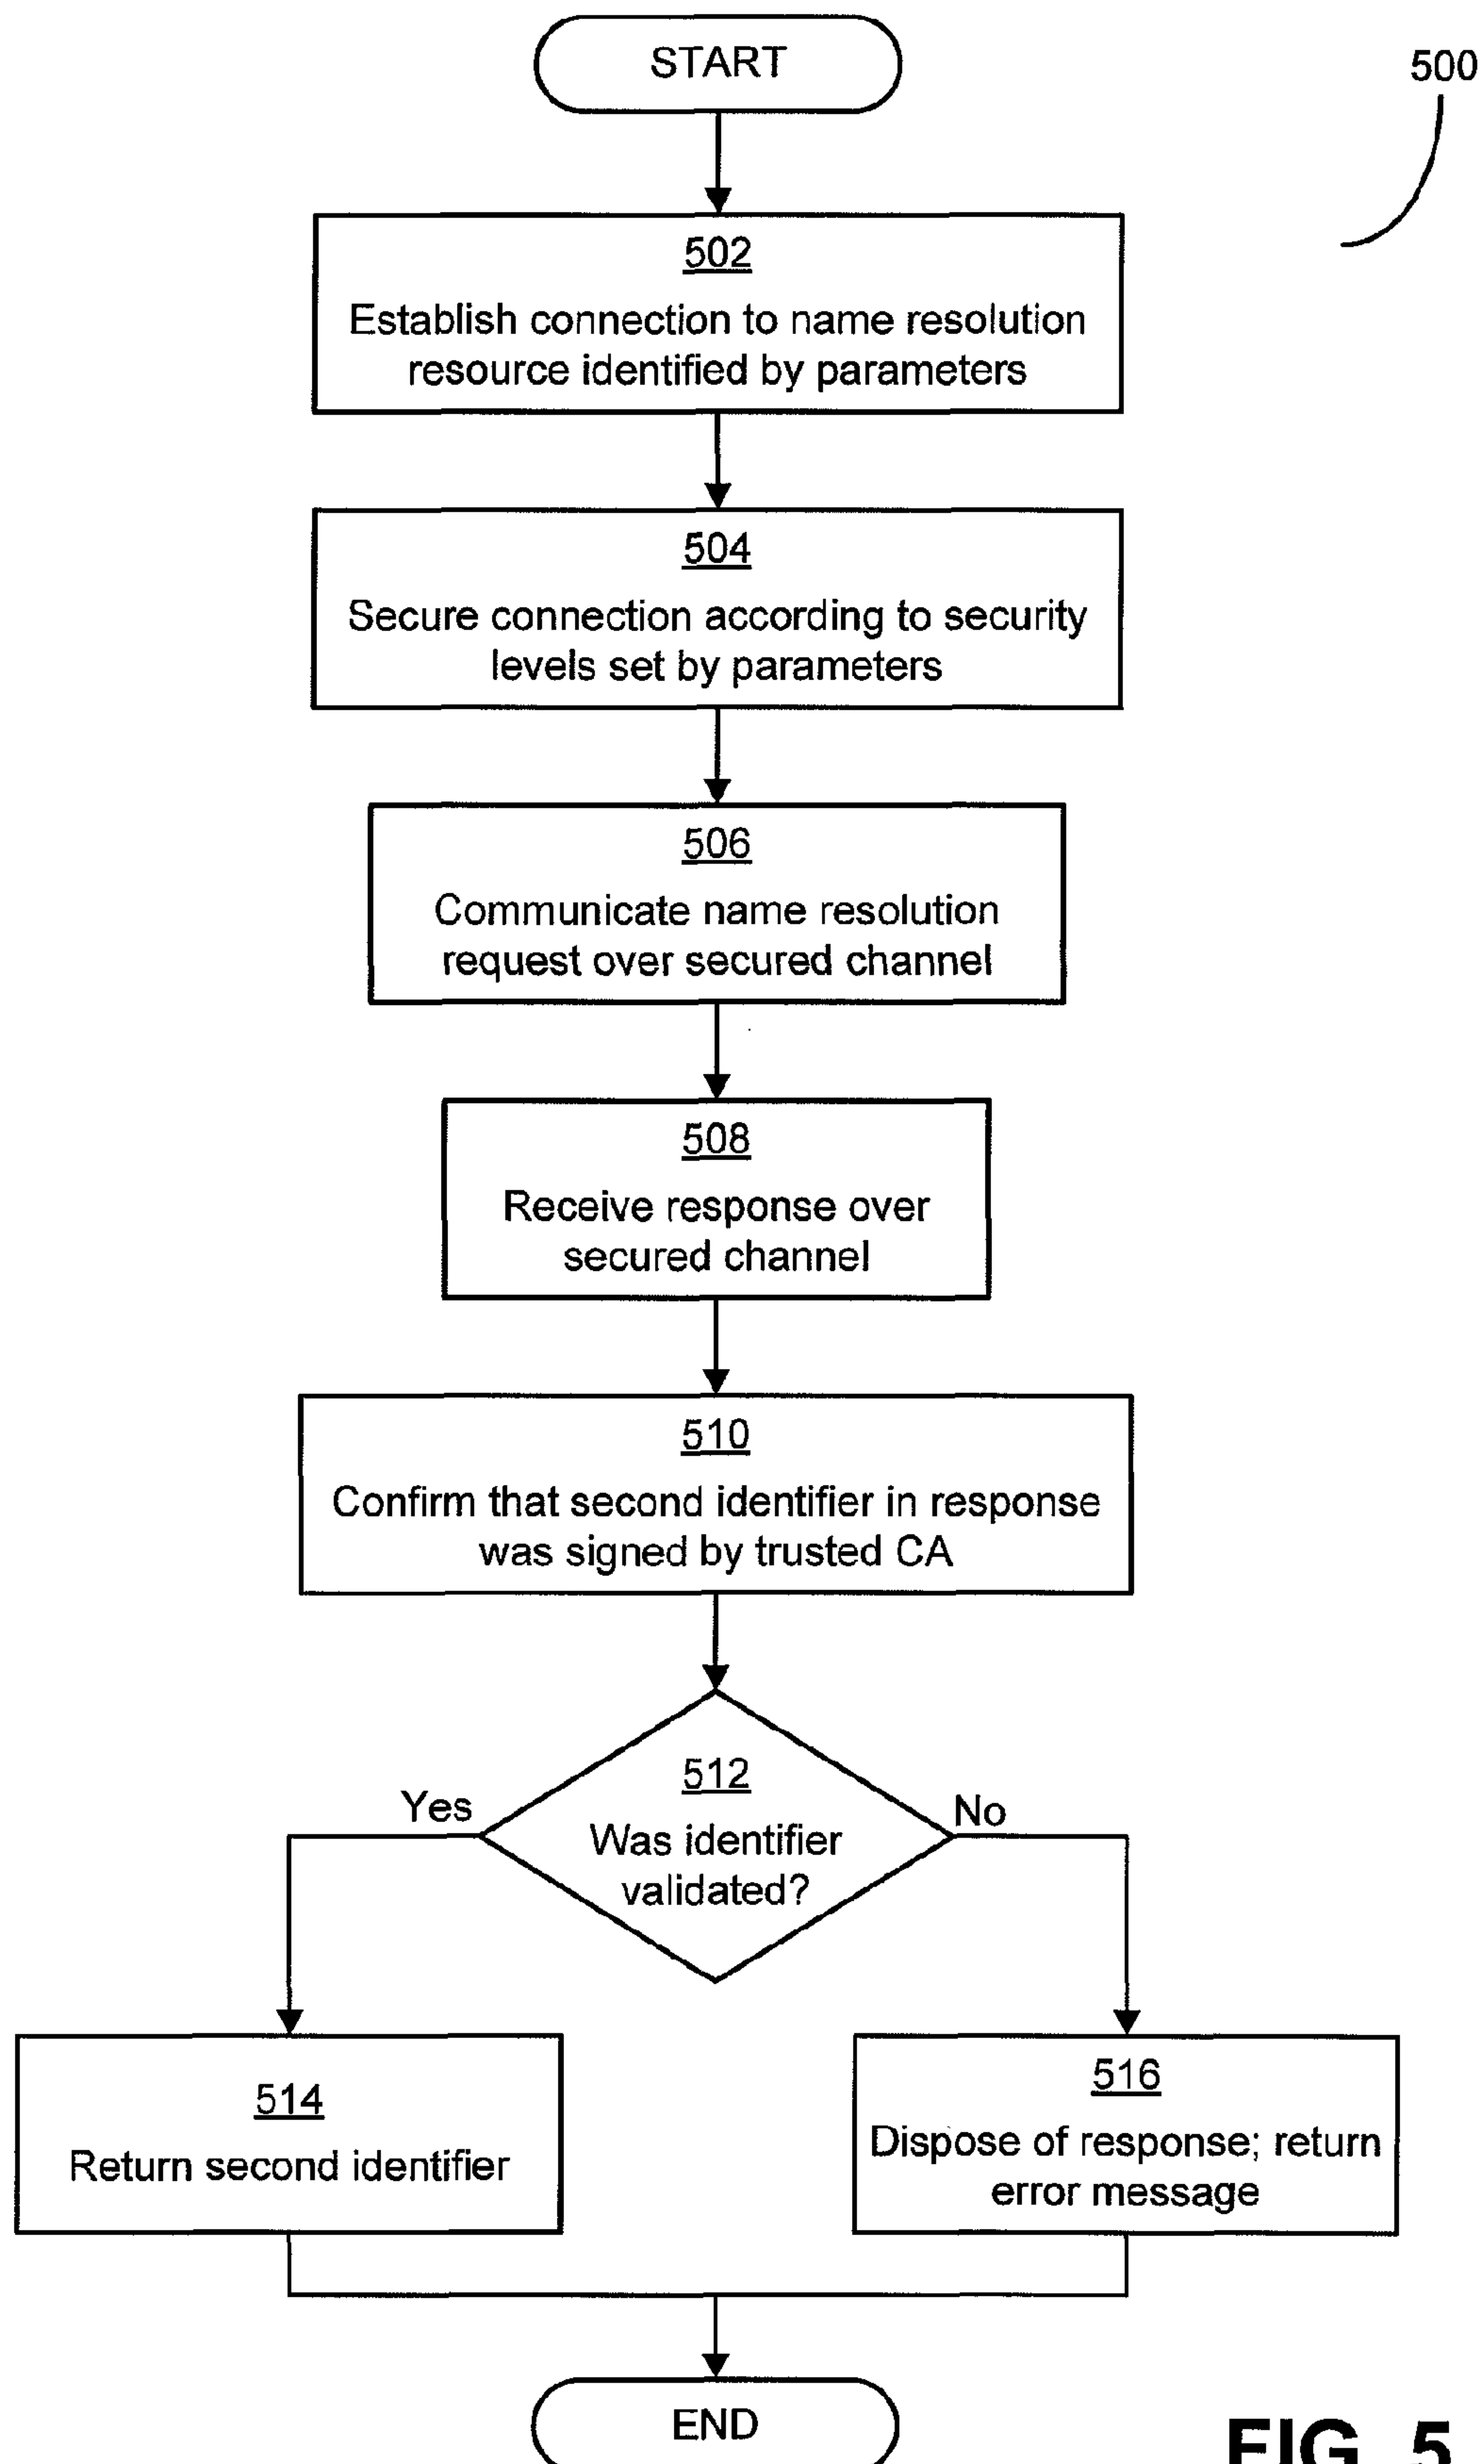 START
500
502
Establish connection to name resolution
resource identified by parameters
504
Secure connection according to security
levels set by parameters
506
Communicate name resolution
request over secured channel
508
Receive response over
secured channel
510
Confirm that second identifier in response
was signed by trusted CA
512
Was identifier
validated?
Yes
No
514
Return second identifier
516
Dispose of response; return
error message
END
FIG. 5